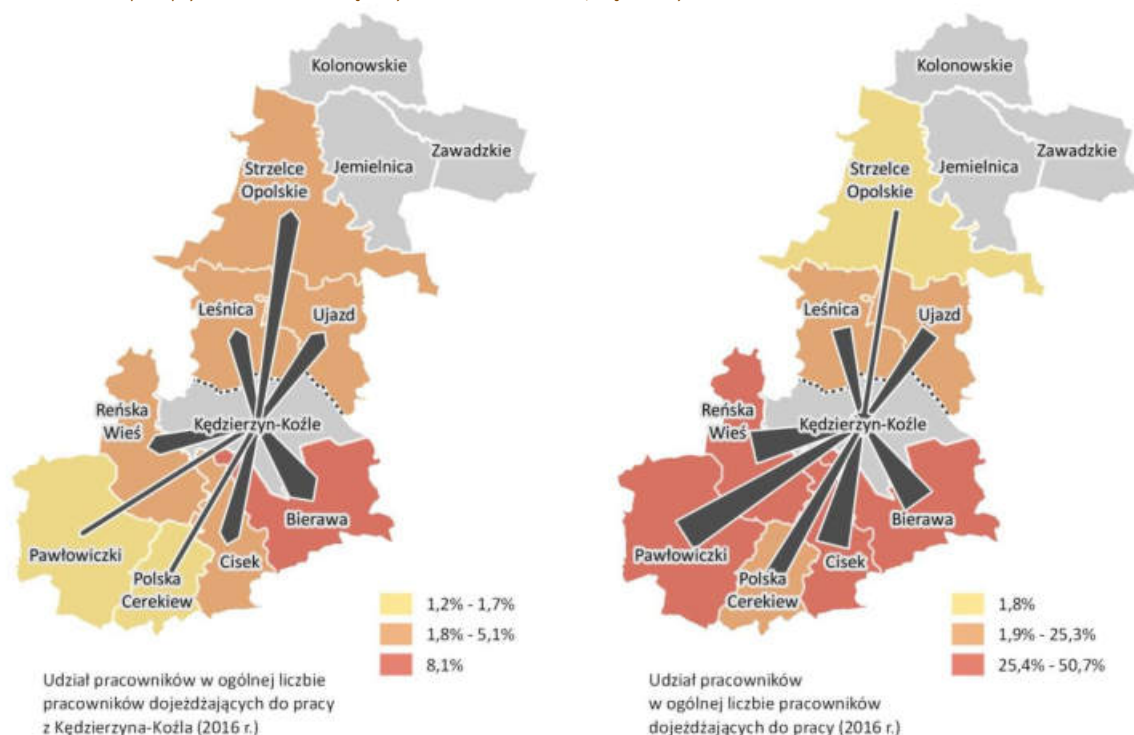 Kolonowskie
Zawadzkie
Strzelce
Opolskie
Jemielnica
Leśnica
Ujazd
Reńska
Wieś
Kędzierzyn-Koźle
Bierawa
Pawłowiczki
Cisek
Polska
Cerekiew
1,2% - 1,7%
1,8% - 5,1%
8,1%
Udział pracowników w ogólnej liczbie
pracowników dojeżdżających do pracy
z Kędzierzyna-Koźla (2016 r.)
Kolonowskie
Zawadzkie
Strzelce
Opolskie
Jemielnica
Leśnica
Ujazd
Reńska
Wieś
Kędzierzyn-Koźle
Bierawa
Pawłowiczki
Cisek
Polska
Cerekiew
1,8%
1,9% - 25,3%
25,4% - 50,7%
Udział pracowników
w ogólnej liczbie pracowników
dojeżdżających do pracy (2016 r.)